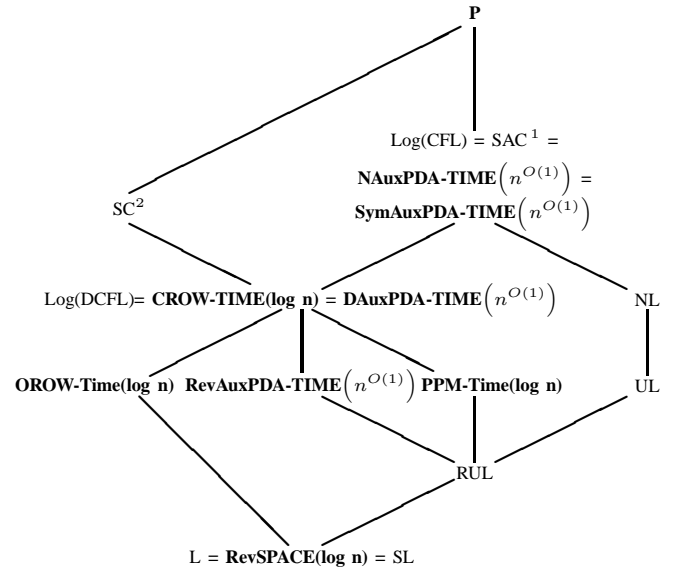 P
Log(CFL) = SAC^1 =
NAuxPDA-TIME(n^{O(1)}) =
SC^2
SymAuxPDA-TIME(n^{O(1)})
Log(DCFL)= CROW-TIME(log n) = DAuxPDA-TIME(n^{O(1)})
NL
OROW-Time(log n) RevAuxPDA-TIME(n^{O(1)}) PPM-Time(log n)
UL
RUL
L = RevSPACE(log n) = SL